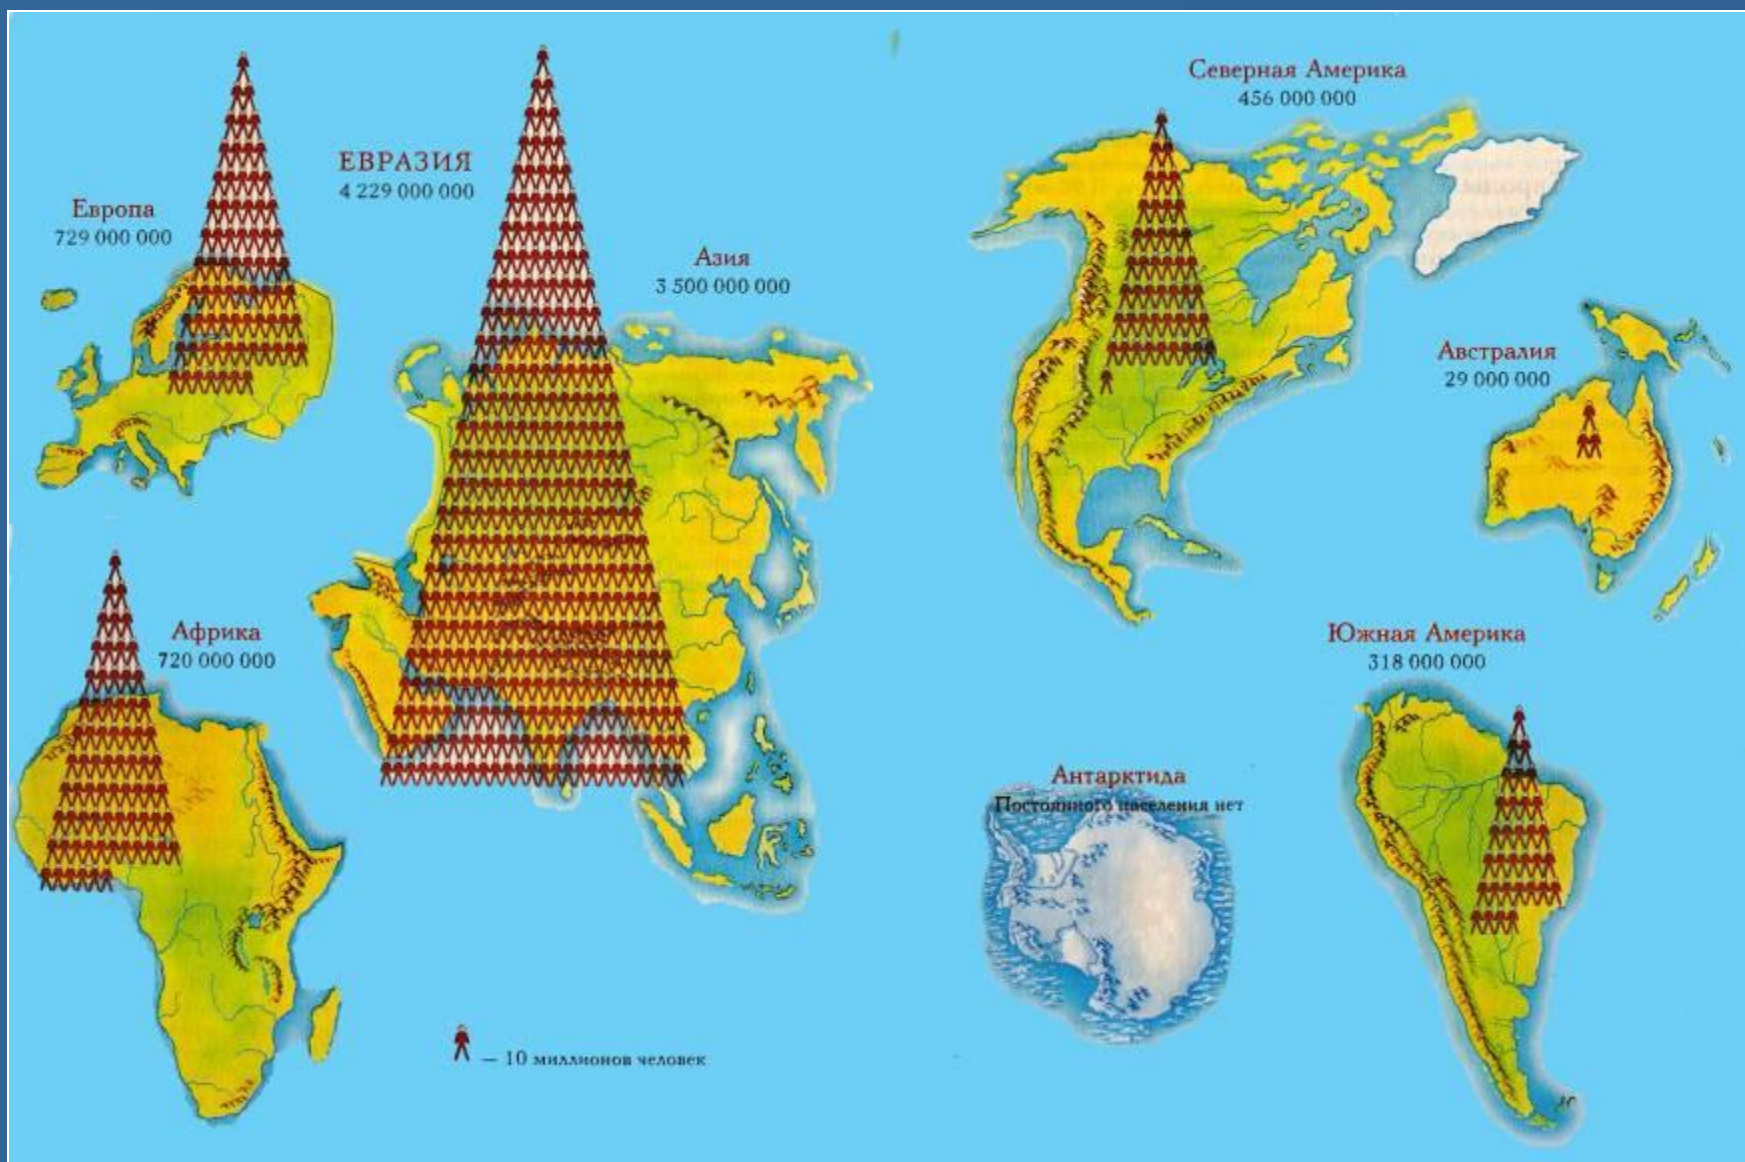 Европа
729 000 000
ЕВРАЗИЯ
4 229 000 000
Азия
3 500 000 000
Северная Америка
456 000 000
Австралия
29 000 000
Африка
720 000 000
Южная Америка
318 000 000
Антарктида
Постоянного населения нет
– 10 миллионов человек